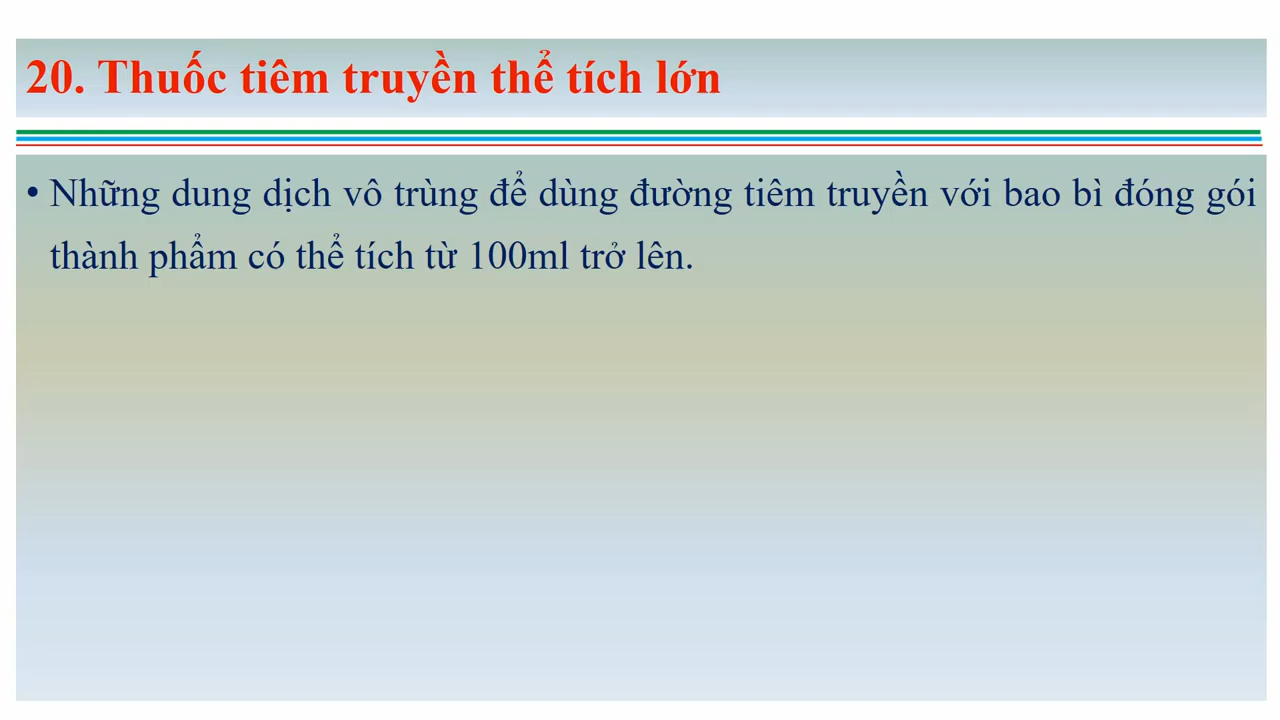 20. Thuốc tiêm truyền thể tích lớn
• Những dung dịch vô trùng để dùng đường tiêm truyền với bao bì đóng gói
thành phẩm có thể tích từ 100ml trở lên.